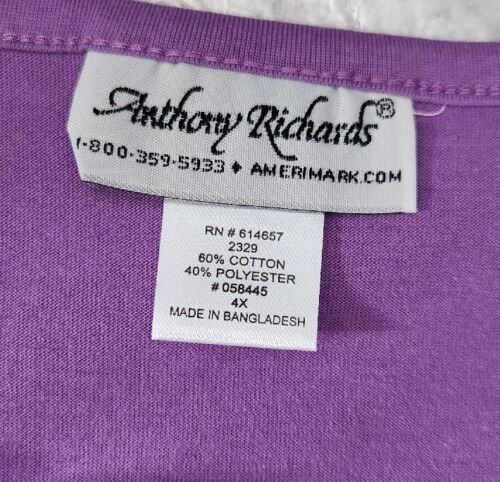 Anthony Richards®
1-800-359-5933 ♦ AMERIMARK.COM
RN # 614657
2329
60% COTTON
40% POLYESTER
# 058445
4X
MADE IN BANGLADESH